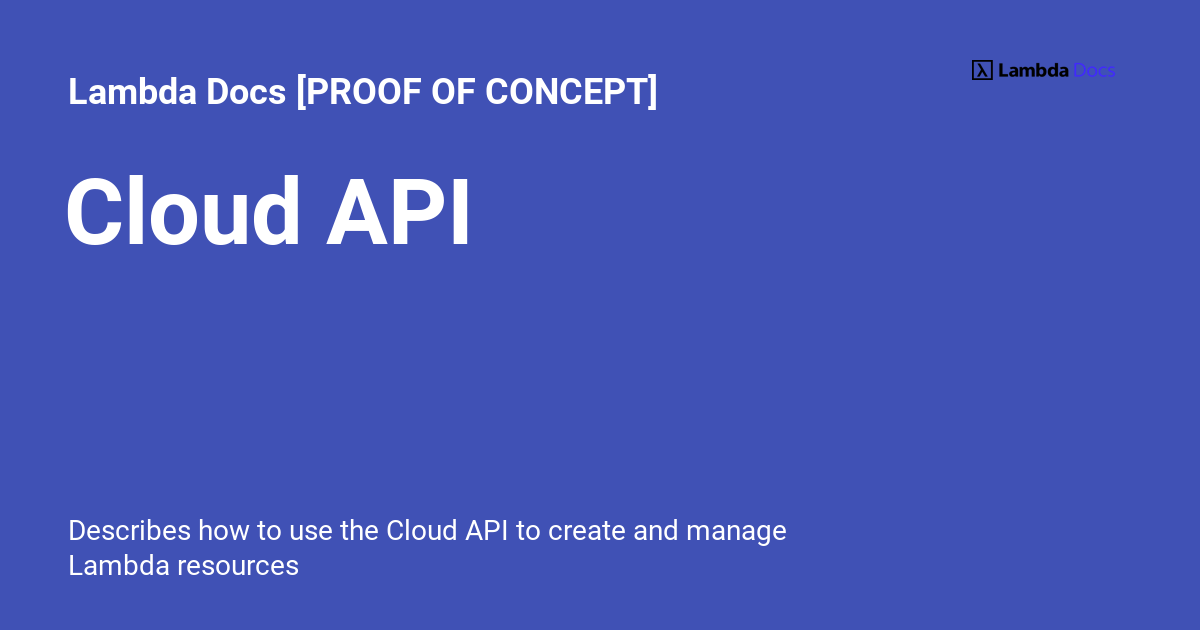 Lambda Docs [PROOF OF CONCEPT]
λ Lambda Docs
Cloud API
Describes how to use the Cloud API to create and manage
Lambda resources